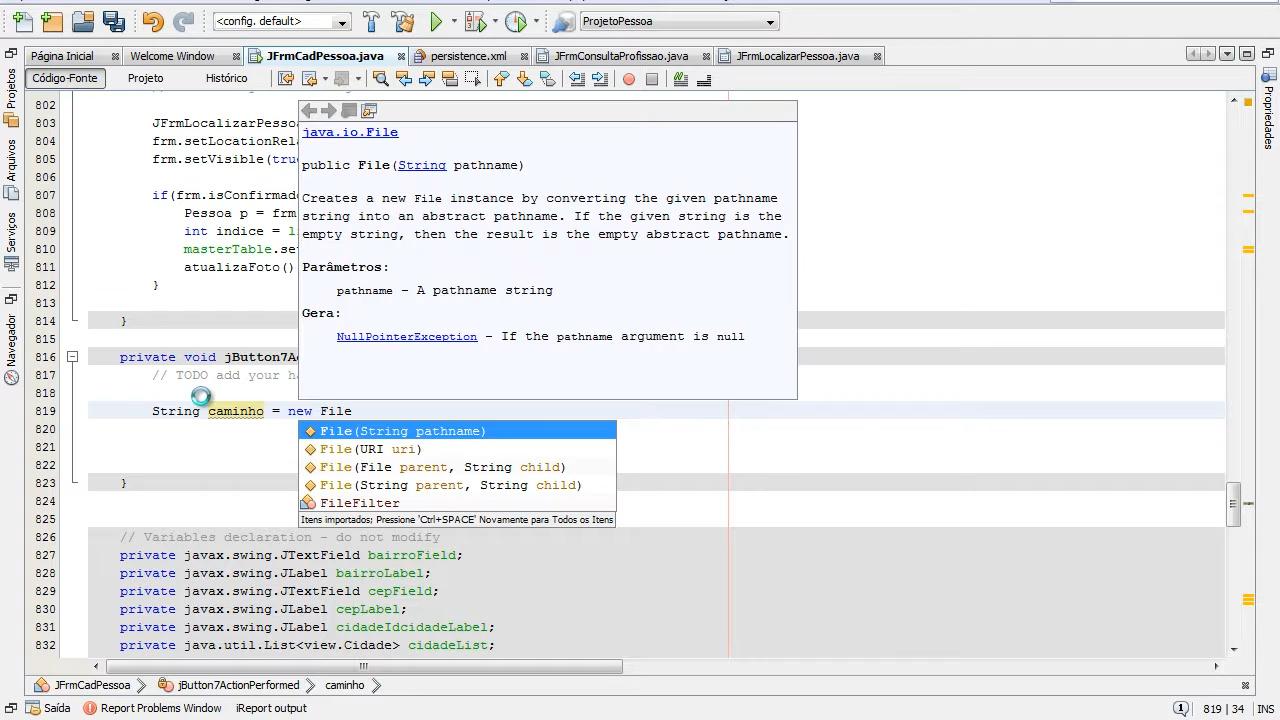 <config. default>
ProjetoPessoa
Página Inicial
Welcome Window
JFrmCadPessoa.java
persistence.xml
JFrmConsultaProfissao.java
JFrmLocalizarPessoa.java
Código-Fonte
Projeto
Histórico
Projetos
Arquivos
Serviços
Navegador
Propriedades
802
803 JFrmLocalizarPesso
804 frm.setLocationRela
805 frm.setVisible(true
806
807 if(frm.isConfirmado
808 Pessoa p = frm
809 int indice = li
810 masterTable.set
811 atualizaFoto()
812 }
813
814 }
815
816 private void jButton7Ac
817 // TODO add your ha
818
819 String caminho = new File
820
821
822
823 }
824
825
826 // Variables declaration - do not modify
827 private javax.swing.JTextField bairroField;
828 private javax.swing.JLabel bairroLabel;
829 private javax.swing.JTextField cepField;
830 private javax.swing.JLabel cepLabel;
831 private javax.swing.JLabel cidadeIdcidadeLabel;
832 private java.util.List<view.Cidade> cidadeList;
java.io.File
public File(String pathname)
Creates a new File instance by converting the given pathname
string into an abstract pathname. If the given string is the
empty string, then the result is the empty abstract pathname.
Parâmetros:
pathname - A pathname string
Gera:
NullPointerException - If the pathname argument is null
File(String pathname)
File(URI uri)
File(File parent, String child)
File(String parent, String child)
FileFilter
Itens importados; Pressione 'Ctrl+SPACE' Novamente para Todos os Itens
JFrmCadPessoa
jButton7ActionPerformed
caminho
Saída
Report Problems Window
iReport output
1
819 | 34
INS